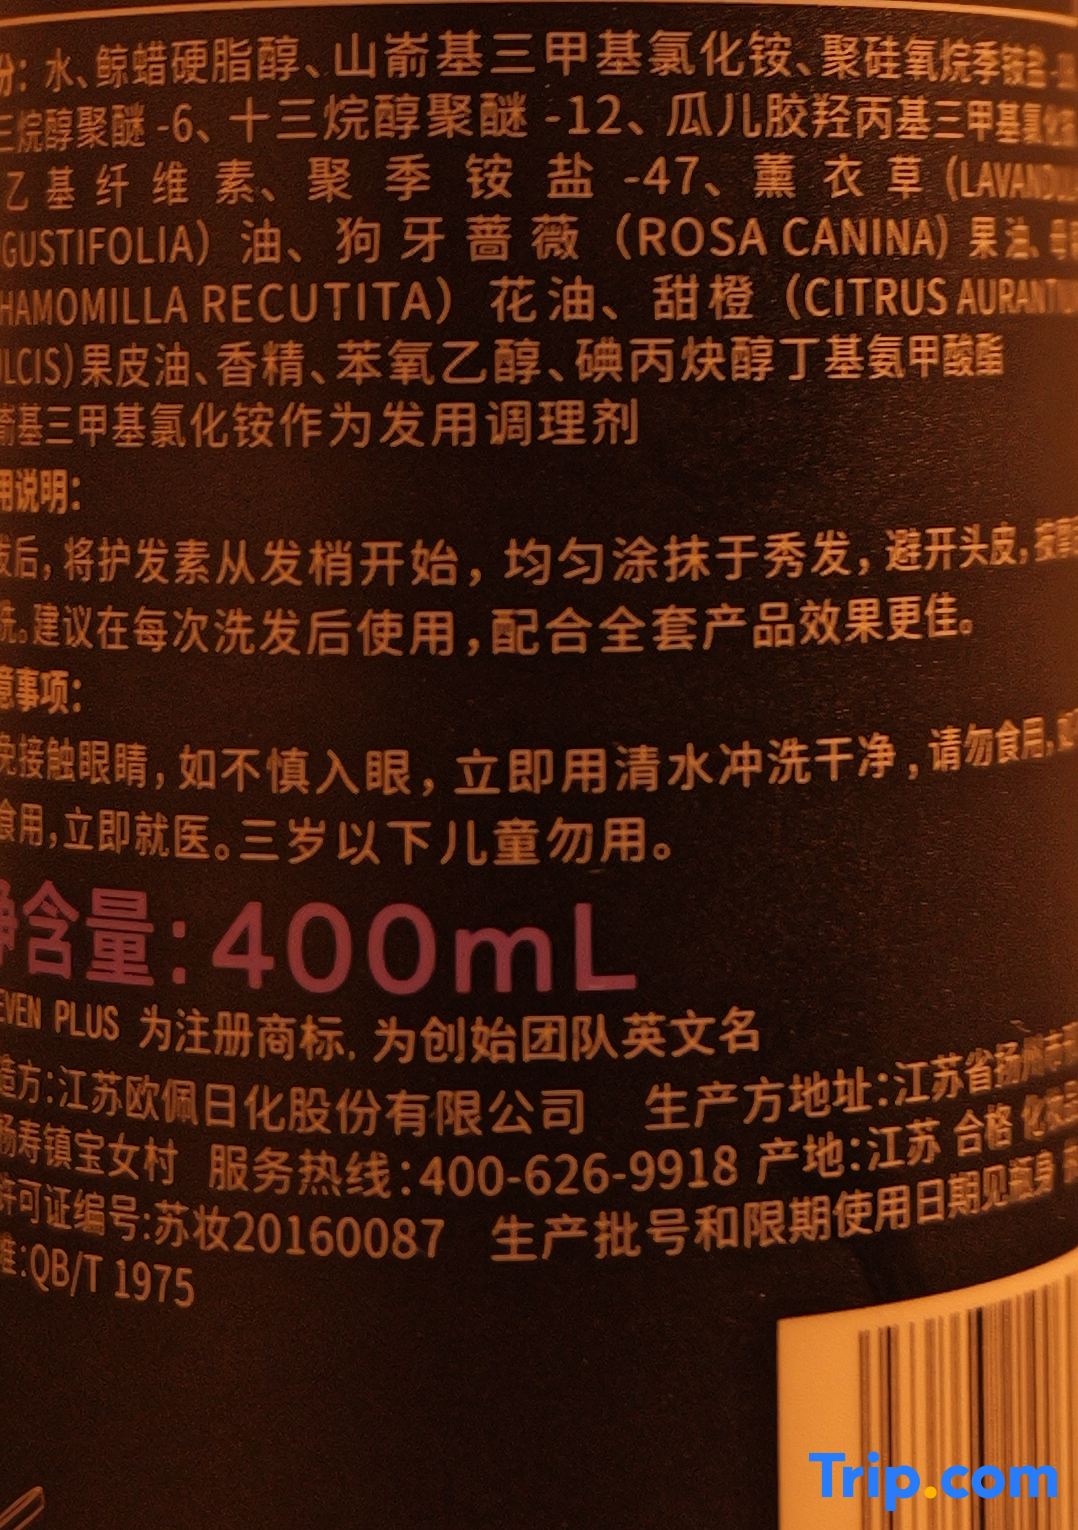 份：水、鲸蜡硬脂醇、山嵛基三甲基氯化铵、聚硅氧烷季铵盐
三烷醇聚醚 -6、十三烷醇聚醚 -12、瓜儿胶羟丙基三甲基氯化
乙基纤维素、聚季铵盐 -47、薰衣草 (LAVANDU
GUSTIFOLIA）油、狗牙蔷薇（ROSA CANINA）果油、
HAMOMILLA RECUTITA）花油、甜橙（CITRUS AURANTIU
ULCIS)果皮油、香精、苯氧乙醇、碘丙炔醇丁基氨甲酸酯
嵛基三甲基氯化铵作为发用调理剂
用说明：
发后，将护发素从发梢开始，均匀涂抹于秀发，避开头皮，按摩
洗。建议在每次洗发后使用，配合全套产品效果更佳。
意事项：
免接触眼睛，如不慎入眼，立即用清水冲洗干净，请勿食用，
食用，立即就医。三岁以下儿童勿用。
净含量：400mL
EVEN PLUS 为注册商标, 为创始团队英文名
造方：江苏欧佩日化股份有限公司 生产方地址：江苏省扬州市
杨寿镇宝女村 服务热线：400-626-9918 产地：江苏 合格 化妆品
许可证编号：苏妆20160087 生产批号和限期使用日期见瓶身
准：QB/T 1975
Trip.com